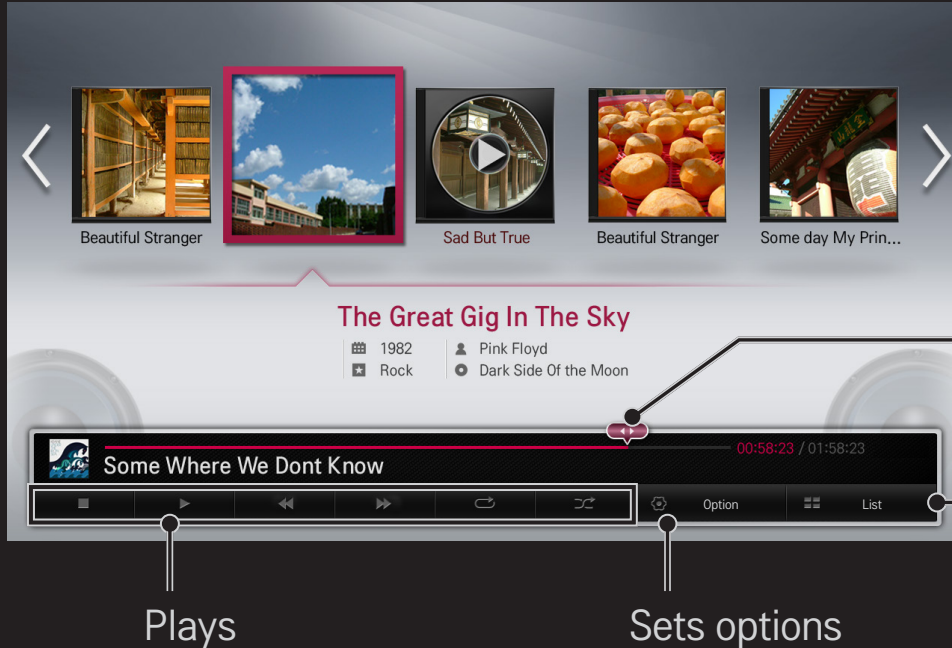 Beautiful Stranger
Sad But True
Beautiful Stranger
Some day My Prin...
The Great Gig In The Sky
1982
Pink Floyd
Rock
Dark Side Of the Moon
00:58:23 / 01:58:23
Some Where We Dont Know
Option
List
Plays
Sets options